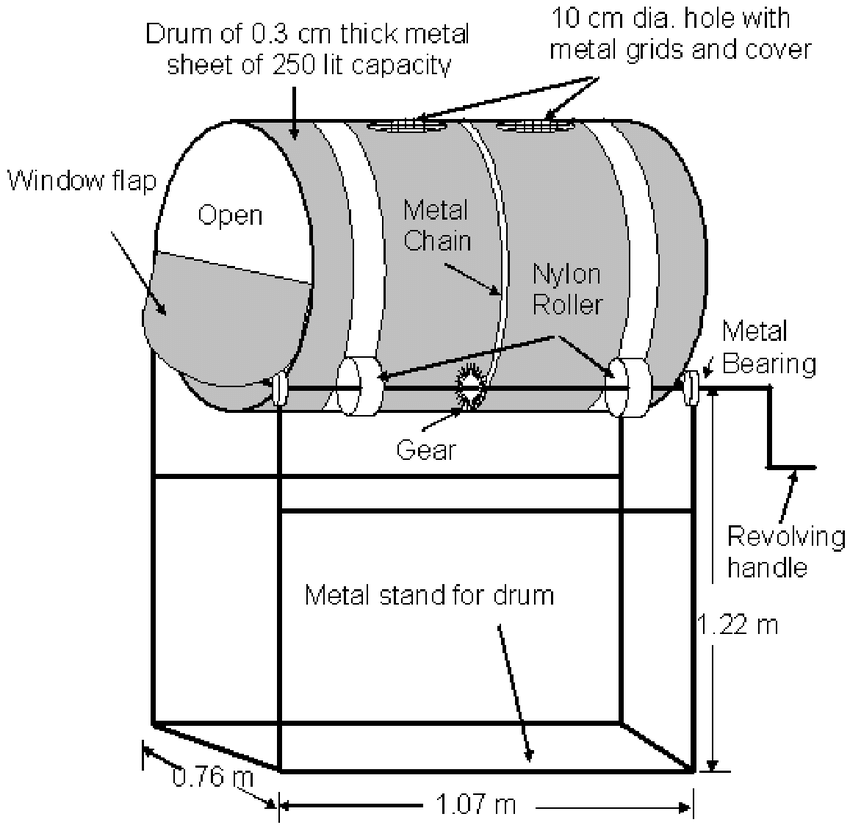 Drum of 0.3 cm thick metal
sheet of 250 lit capacity
10 cm dia. hole with
metal grids and cover
Window flap
Open
Metal
Chain
Nylon
Roller
Metal
Bearing
Gear
Revolving
handle
Metal stand for drum
1.22 m
0.76 m
1.07 m